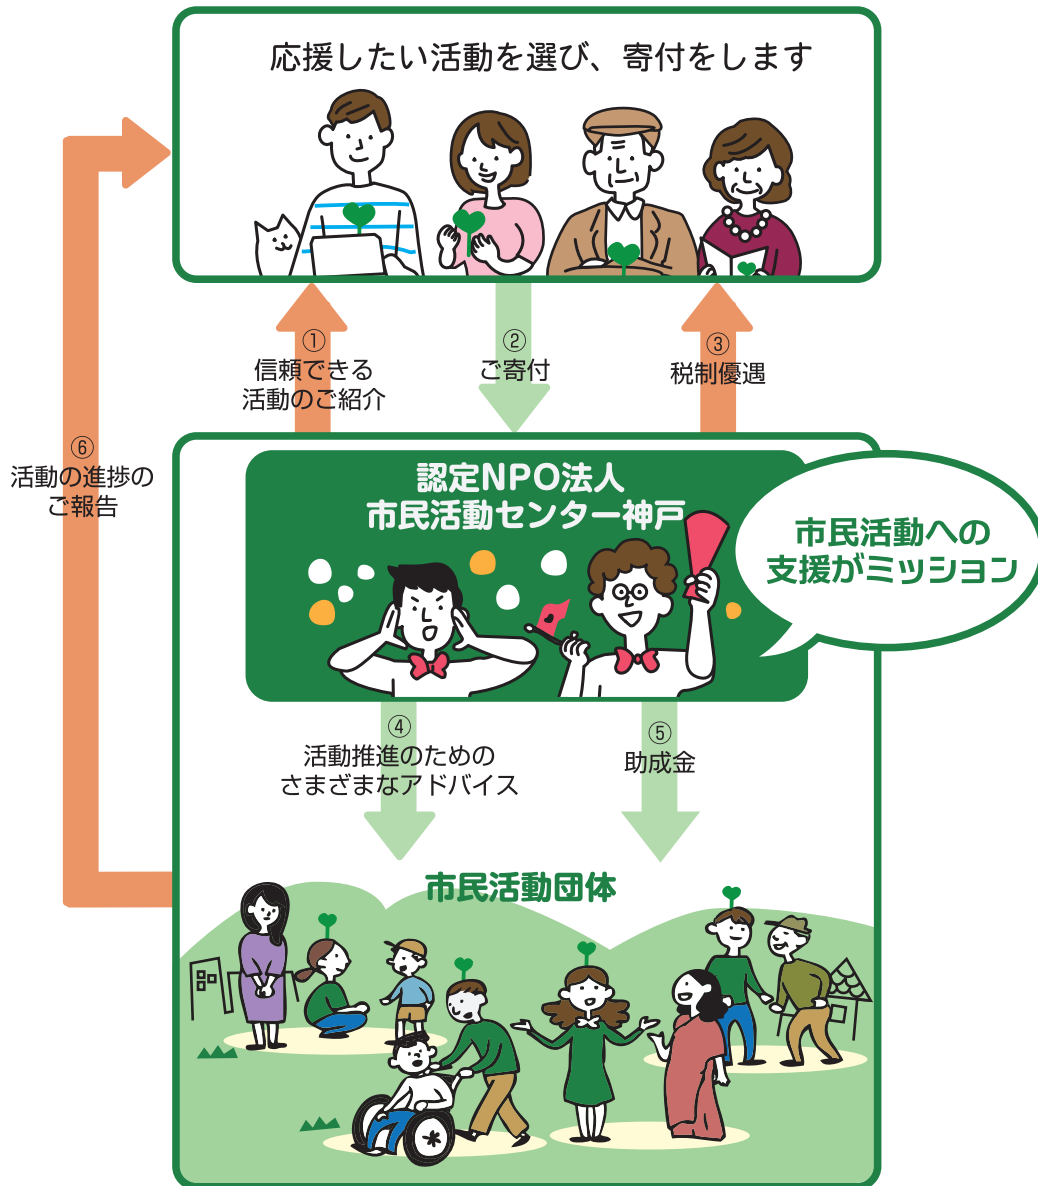 応援したい活動を選び、寄付をします
①
信頼できる
活動のご紹介
②
ご寄付
③
税制優遇
⑥
活動の進捗の
ご報告
認定NPO法人
市民活動センター神戸
市民活動への
支援がミッション
④
活動推進のための
さまざまなアドバイス
⑤
助成金
市民活動団体